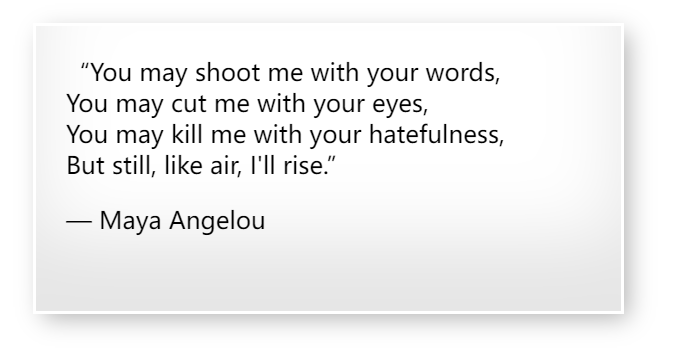 “You may shoot me with your words,
You may cut me with your eyes,
You may kill me with your hatefulness,
But still, like air, I'll rise.”
— Maya Angelou